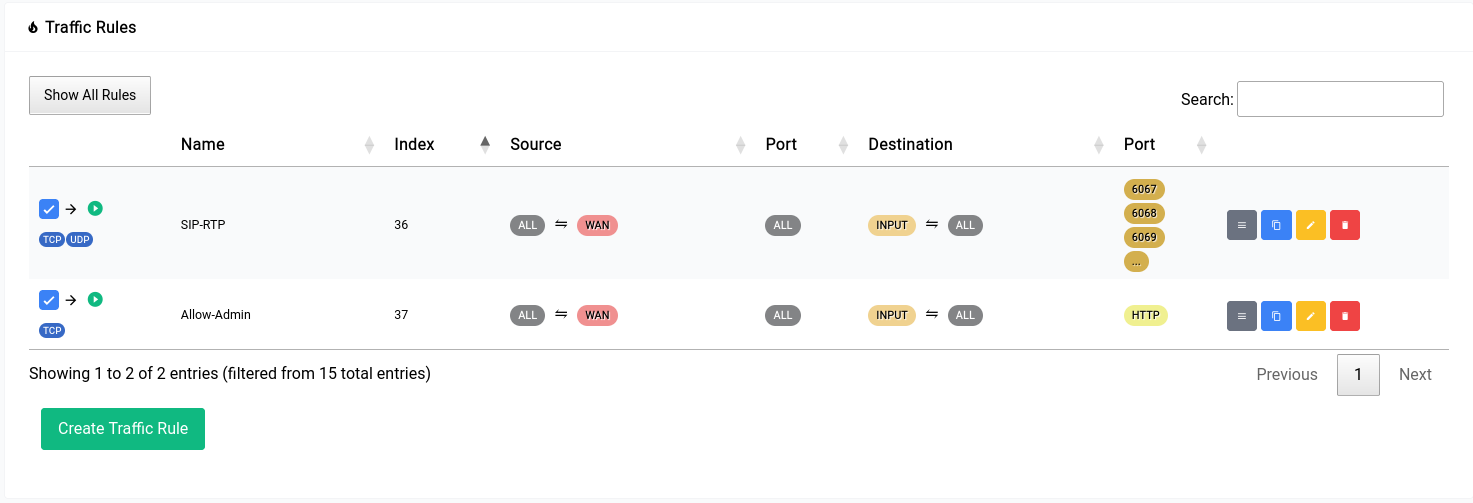 Traffic Rules
Show All Rules
Search:
Name Index Source Port Destination Port
TCP UDP SIP-RTP 36 ALL ⇋ WAN ALL INPUT ⇋ ALL 6067
6068
6069
...
TCP Allow-Admin 37 ALL ⇋ WAN ALL INPUT ⇋ ALL HTTP
Showing 1 to 2 of 2 entries (filtered from 15 total entries)
Previous 1 Next
Create Traffic Rule